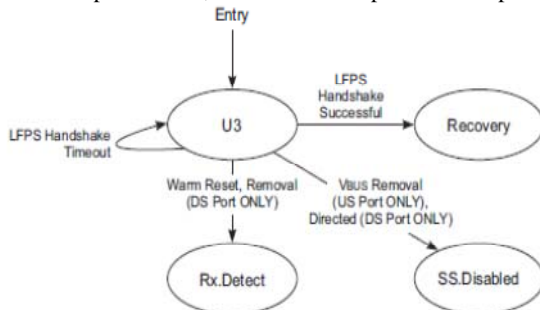 Entry
LFPS
Handshake
Successful
U3
Recovery
LFPS Handshake
Timeout
Warm Reset, Removal
(DS Port ONLY)
VBUS Removal
(US Port ONLY),
Directed (DS Port ONLY)
Rx.Detect
SS.Disabled